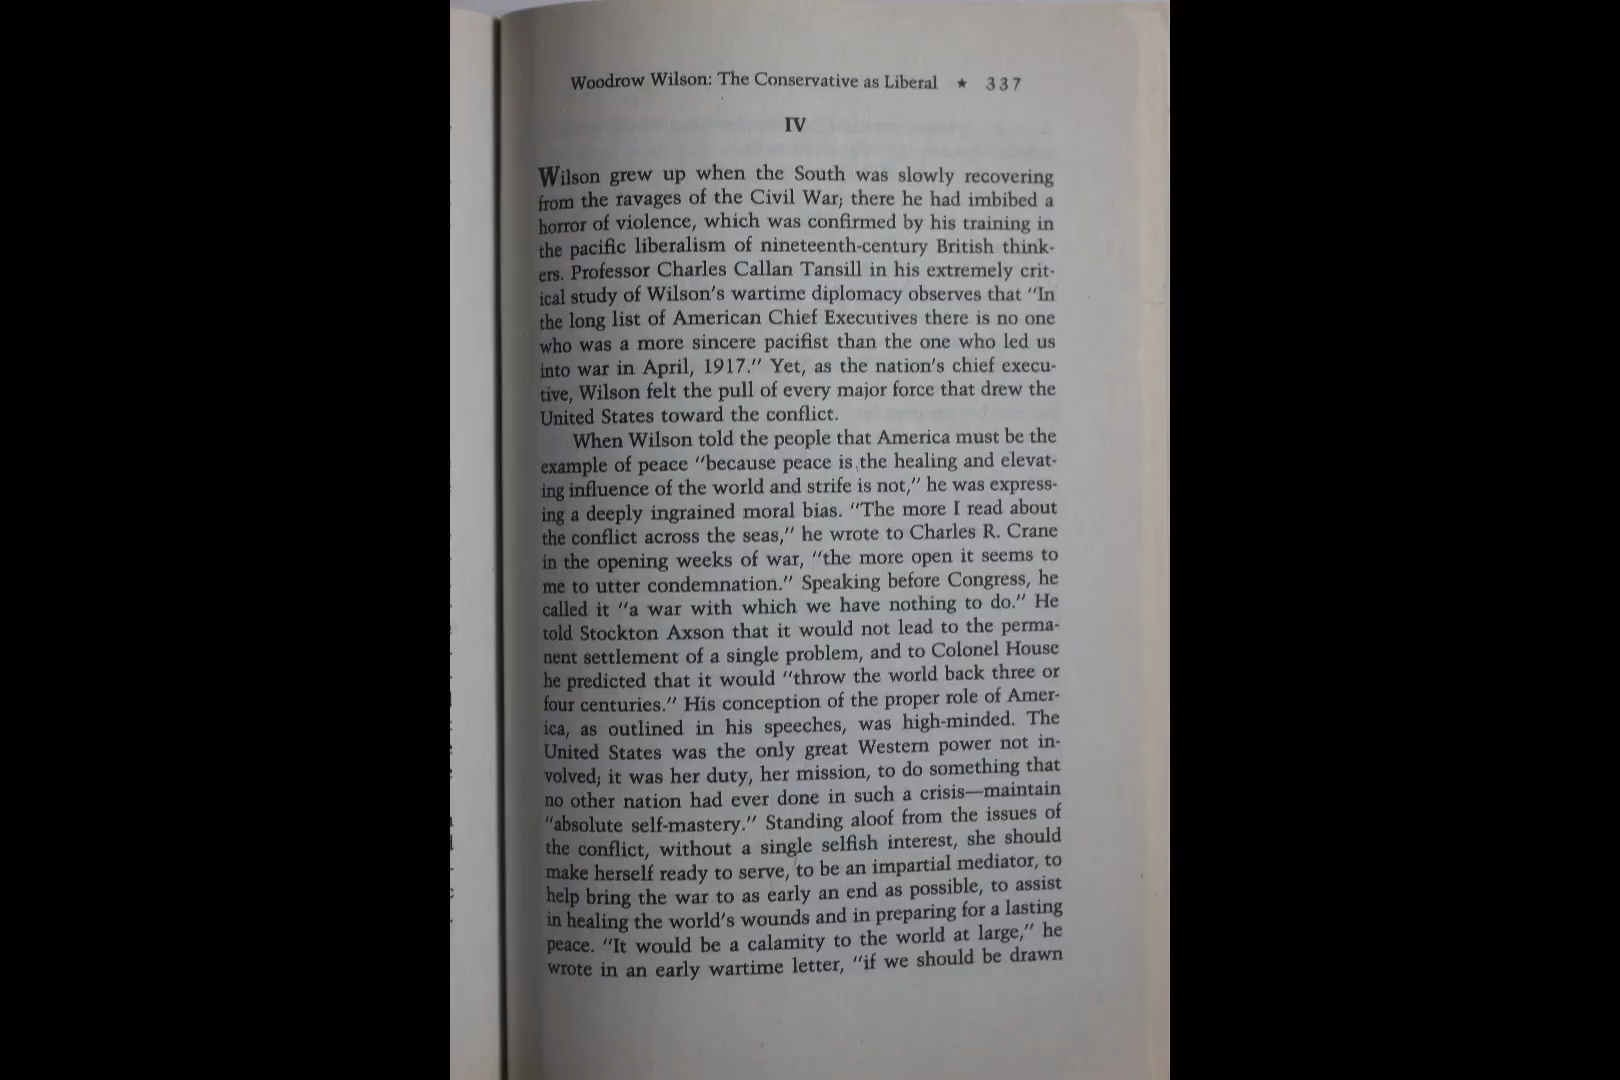 Woodrow Wilson: The Conservative as Liberal ★ 337
IV
Wilson grew up when the South was slowly recovering
from the ravages of the Civil War; there he had imbibed a
horror of violence, which was confirmed by his training in
the pacific liberalism of nineteenth-century British think-
ers. Professor Charles Callan Tansill in his extremely crit-
ical study of Wilson's wartime diplomacy observes that "In
the long list of American Chief Executives there is no one
who was a more sincere pacifist than the one who led us
into war in April, 1917." Yet, as the nation's chief execu-
tive, Wilson felt the pull of every major force that drew the
United States toward the conflict.
When Wilson told the people that America must be the
example of peace "because peace is the healing and elevat-
ing influence of the world and strife is not," he was express-
ing a deeply ingrained moral bias. "The more I read about
the conflict across the seas," he wrote to Charles R. Crane
in the opening weeks of war, "the more open it seems to
me to utter condemnation." Speaking before Congress, he
called it "a war with which we have nothing to do." He
told Stockton Axson that it would not lead to the perma-
nent settlement of a single problem, and to Colonel House
he predicted that it would "throw the world back three or
four centuries." His conception of the proper role of Amer-
ica, as outlined in his speeches, was high-minded. The
United States was the only great Western power not in-
volved; it was her duty, her mission, to do something that
no other nation had ever done in such a crisis—maintain
"absolute self-mastery." Standing aloof from the issues of
the conflict, without a single selfish interest, she should
make herself ready to serve, to be an impartial mediator, to
help bring the war to as early an end as possible, to assist
in healing the world's wounds and in preparing for a lasting
peace. "It would be a calamity to the world at large," he
wrote in an early wartime letter, "if we should be drawn